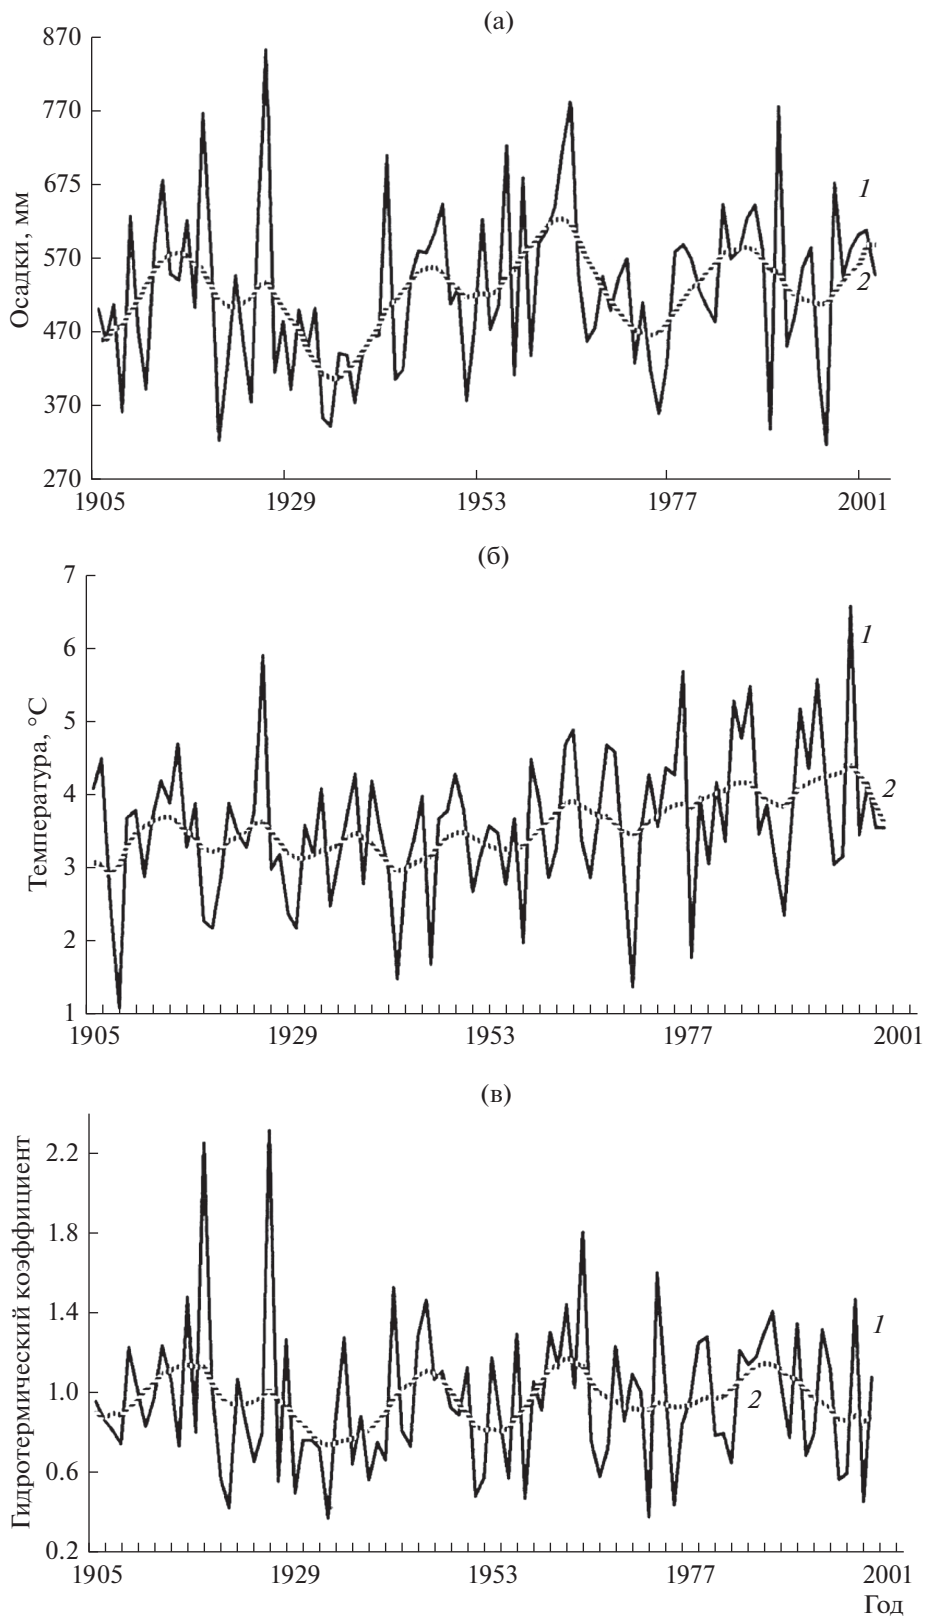 (а)
870
770
675
570
470
370
270
Осадки, мм
1
2
1905 1929 1953 1977 2001
(б)
7
6
5
4
3
2
1
Температура, °C
1
2
1905 1929 1953 1977 2001
(в)
2.2
1.8
1.4
1.0
0.6
0.2
Гидротермический коэффициент
1
2
1905 1929 1953 1977 2001
Год